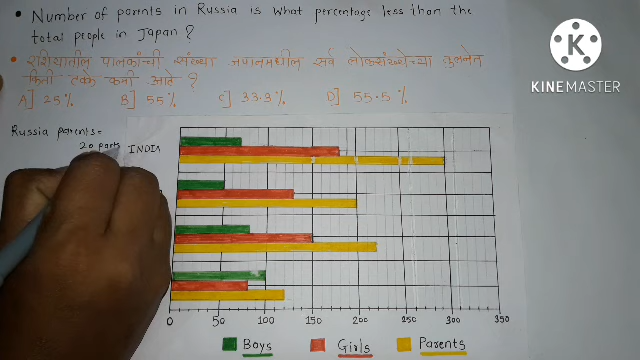 • Number of parents in Russia is what percentage less than the
total people in Japan?
• रशियातील पालकांची संख्या जपानमधील सर्व लोकसंख्येच्या तुलनेत
किती टक्के कमी आहे ?
A] 25% B] 55% C] 33.3% D] 55.5%
Russia parents =
20 parts
INDIA
0 50 100 150 200 250 300 350
Boys Girls Parents
K
KINEMASTER